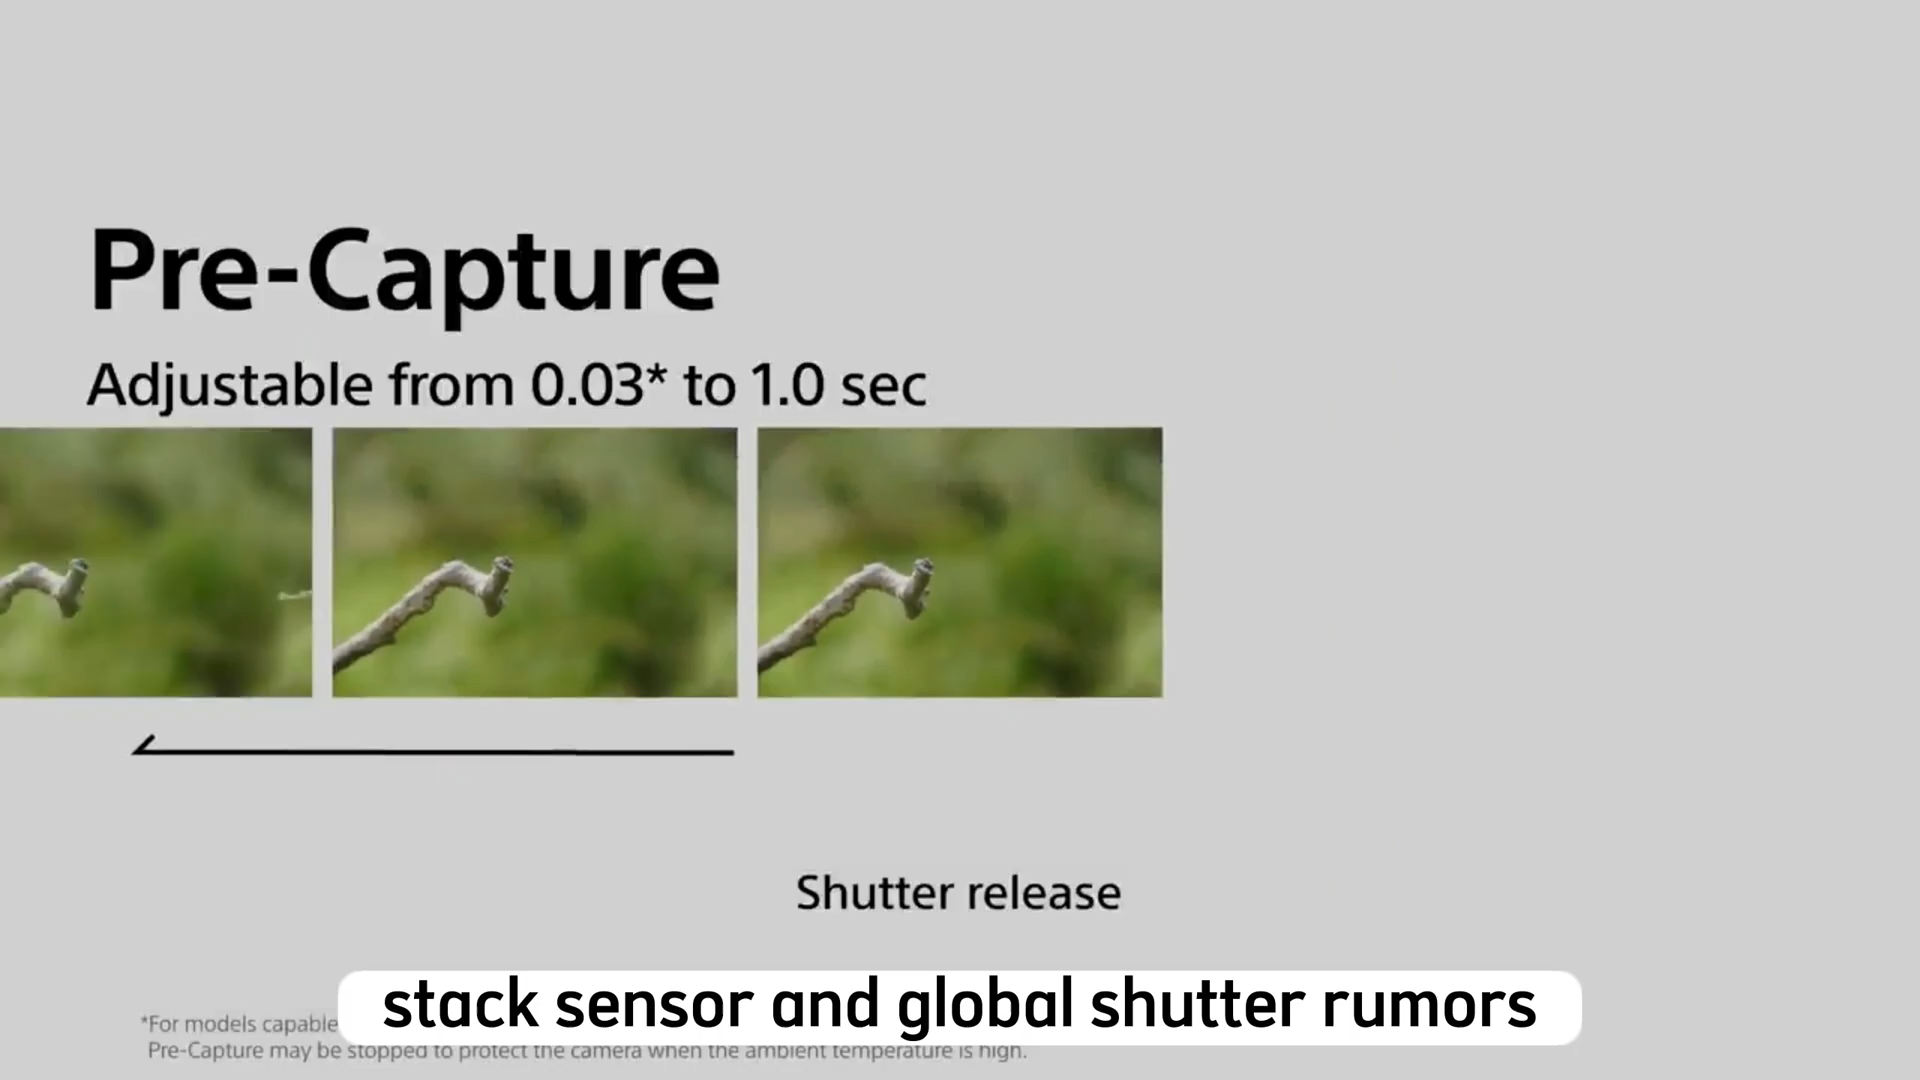 Pre-Capture
Adjustable from 0.03* to 1.0 sec
Shutter release
stack sensor and global shutter rumors
*For models capable
Pre-Capture may be stopped to protect the camera when the ambient temperature is high.